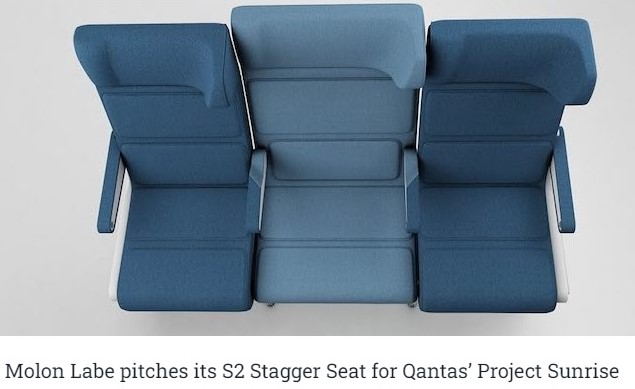 Molon Labe pitches its S2 Stagger Seat for Qantas’ Project Sunrise